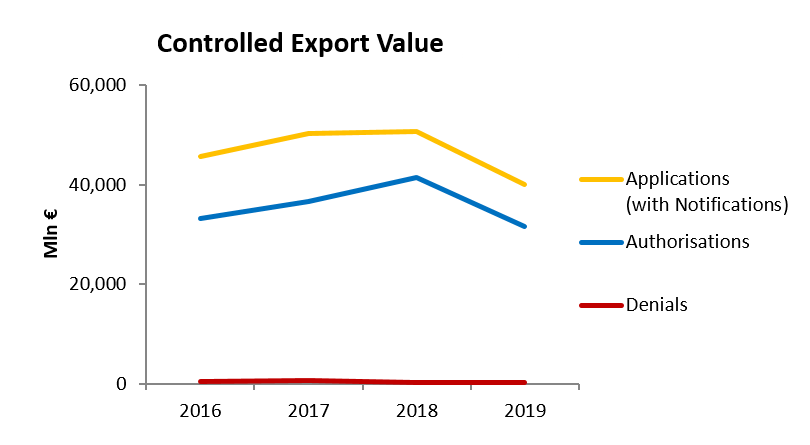 Controlled Export Value
60,000
40,000
20,000
0
Mln €
2016 2017 2018 2019
Applications
(with Notifications)
Authorisations
Denials